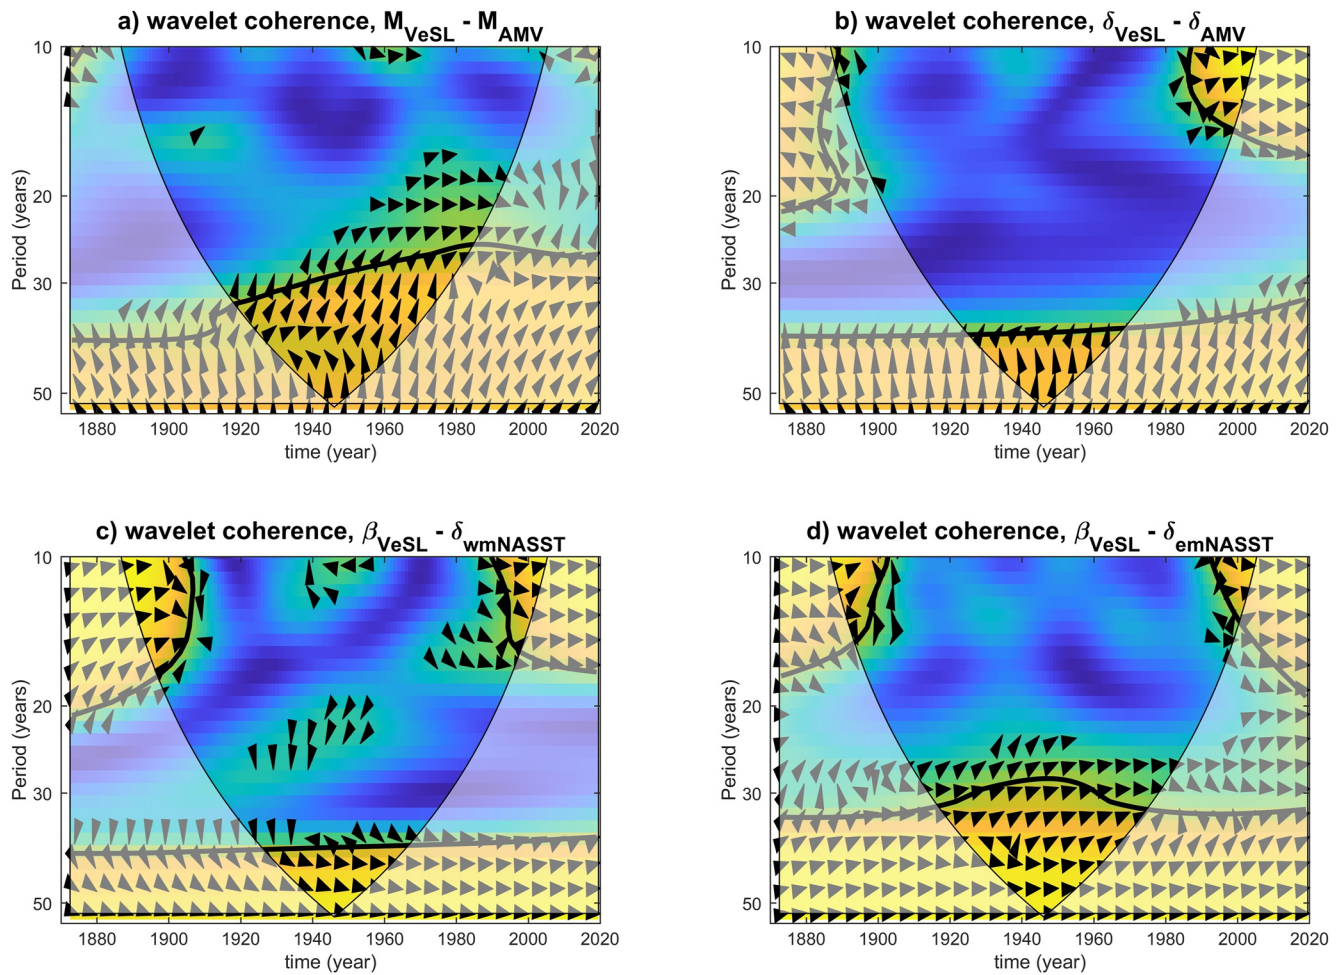 a) wavelet coherence, M_VeSL - M_AMV
10
20
30
50
Period (years)
1880 1900 1920 1940 1960 1980 2000 2020
time (year)
b) wavelet coherence, δ_VeSL - δ_AMV
10
20
30
50
Period (years)
1880 1900 1920 1940 1960 1980 2000 2020
time (year)
c) wavelet coherence, β_VeSL - δ_wmNASST
10
20
30
50
Period (years)
1880 1900 1920 1940 1960 1980 2000 2020
time (year)
d) wavelet coherence, β_VeSL - δ_emNASST
10
20
30
50
Period (years)
1880 1900 1920 1940 1960 1980 2000 2020
time (year)